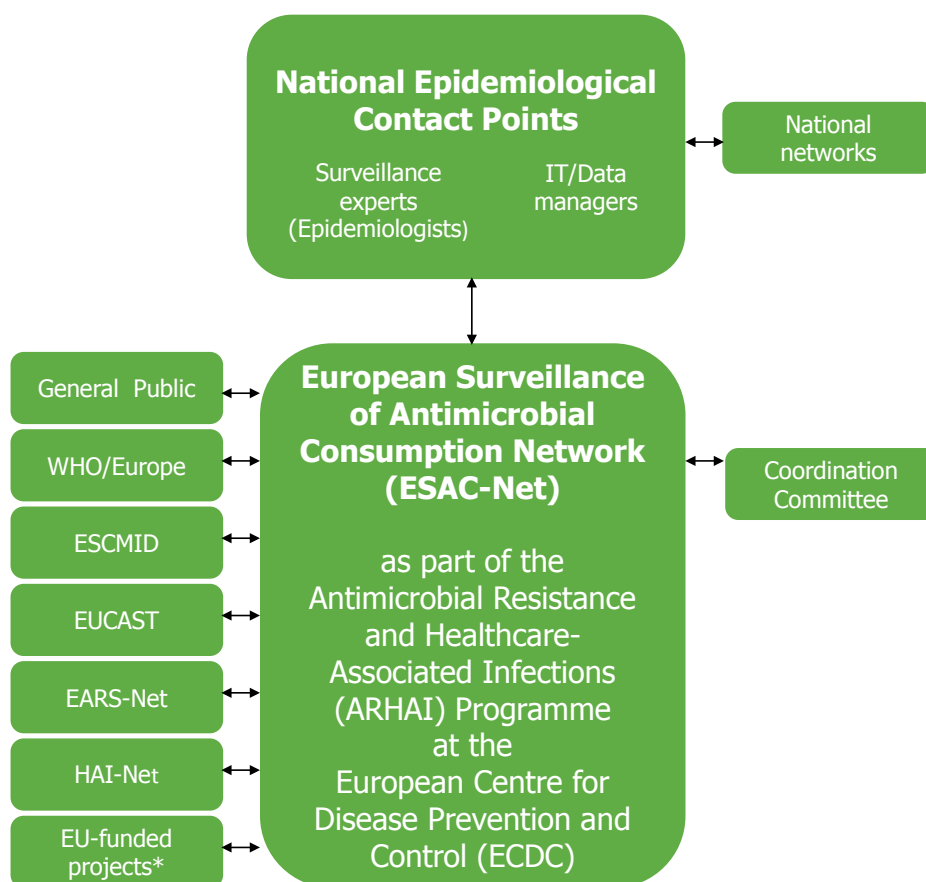 National Epidemiological
Contact Points
Surveillance
experts
(Epidemiologists)
IT/Data
managers
National
networks
General Public
WHO/Europe
ESCMID
EUCAST
EARS-Net
HAI-Net
EU-funded
projects*
European Surveillance
of Antimicrobial
Consumption Network
(ESAC-Net)
as part of the
Antimicrobial Resistance
and Healthcare-
Associated Infections
(ARHAI) Programme
at the
European Centre for
Disease Prevention and
Control (ECDC)
Coordination
Committee